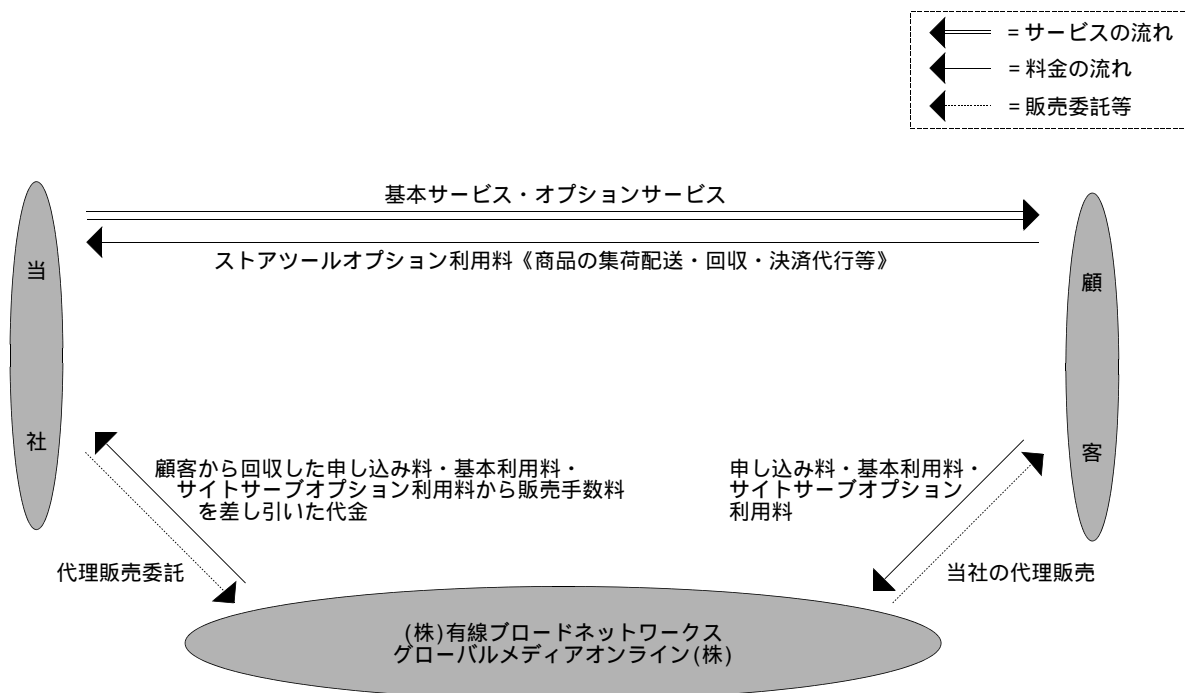 = サービスの流れ
= 料金の流れ
= 販売委託等
基本サービス・オプションサービス
ストアツールオプション利用料《商品の集荷配送・回収・決済代行等》
当
社
顧
客
顧客から回収した申し込み料・基本利用料・
サイトサーブオプション利用料から販売手数料
を差し引いた代金
申し込み料・基本利用料・
サイトサーブオプション
利用料
代理販売委託
当社の代理販売
(株)有線ブロードネットワークス
グローバルメディアオンライン(株)